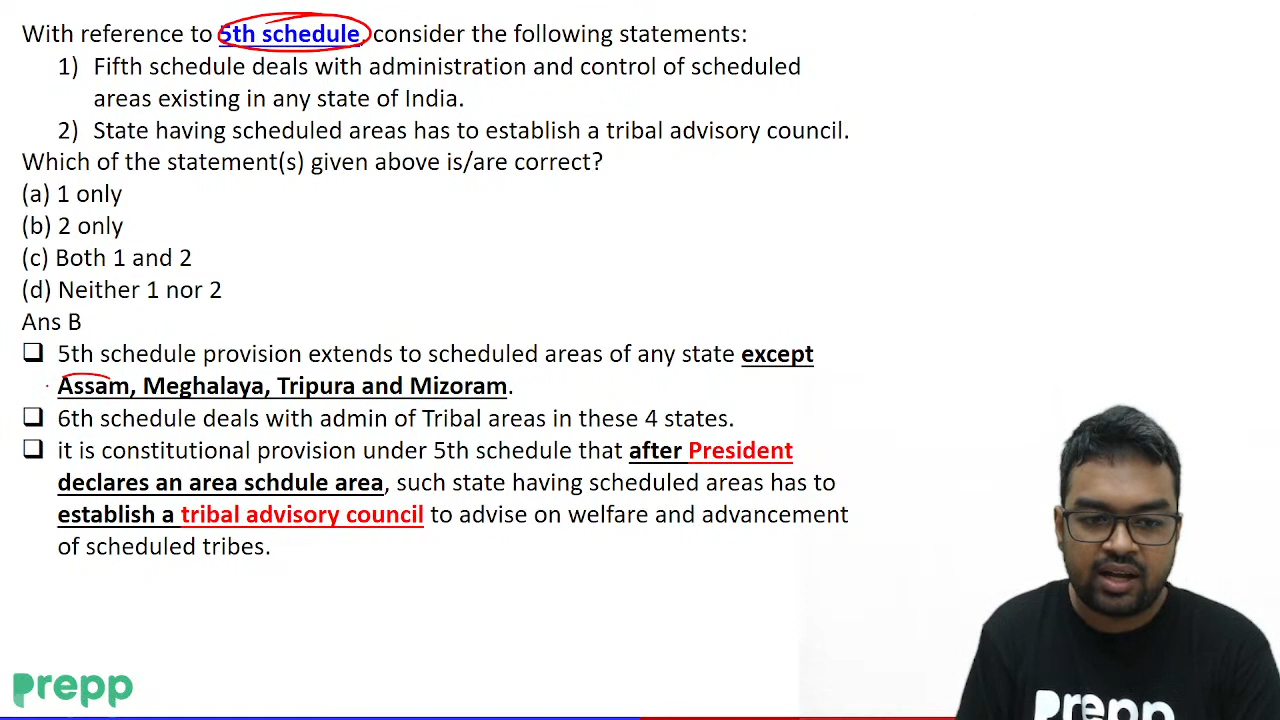 With reference to 5th schedule, consider the following statements:
1) Fifth schedule deals with administration and control of scheduled
areas existing in any state of India.
2) State having scheduled areas has to establish a tribal advisory council.
Which of the statement(s) given above is/are correct?
(a) 1 only
(b) 2 only
(c) Both 1 and 2
(d) Neither 1 nor 2
Ans B
5th schedule provision extends to scheduled areas of any state except
Assam, Meghalaya, Tripura and Mizoram.
6th schedule deals with admin of Tribal areas in these 4 states.
it is constitutional provision under 5th schedule that after President
declares an area schdule area, such state having scheduled areas has to
establish a tribal advisory council to advise on welfare and advancement
of scheduled tribes.
prepp
prepp